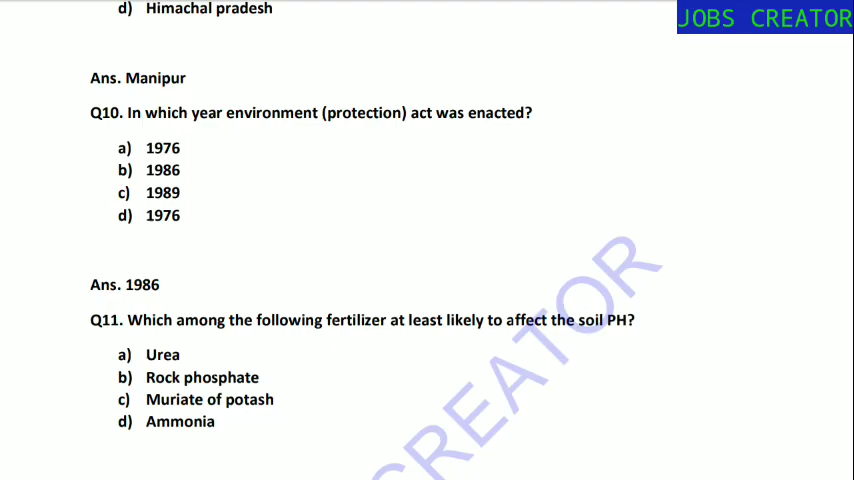 d) Himachal pradesh
JOBS CREATOR
Ans. Manipur
Q10. In which year environment (protection) act was enacted?
a) 1976
b) 1986
c) 1989
d) 1976
Ans. 1986
Q11. Which among the following fertilizer at least likely to affect the soil PH?
a) Urea
b) Rock phosphate
c) Muriate of potash
d) Ammonia
CREATOR